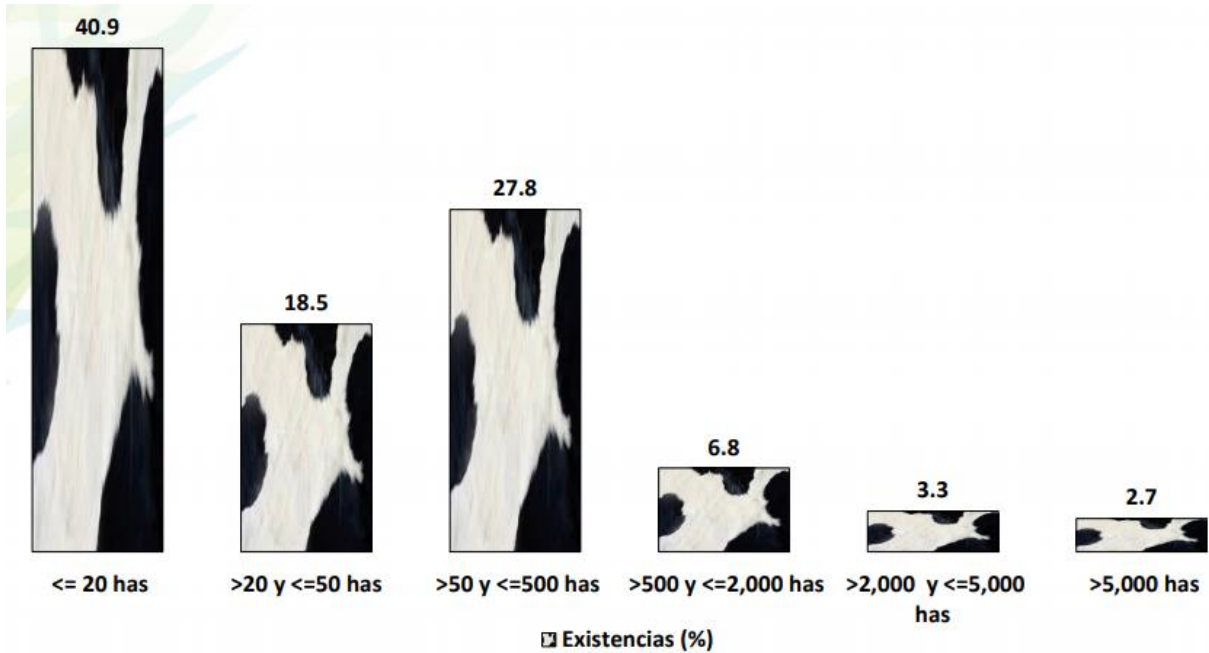 40.9
27.8
18.5
6.8
3.3
2.7
<= 20 has
>20 y <=50 has
>50 y <=500 has
>500 y <=2,000 has
>2,000 y <=5,000
has
>5,000 has
Existencias (%)